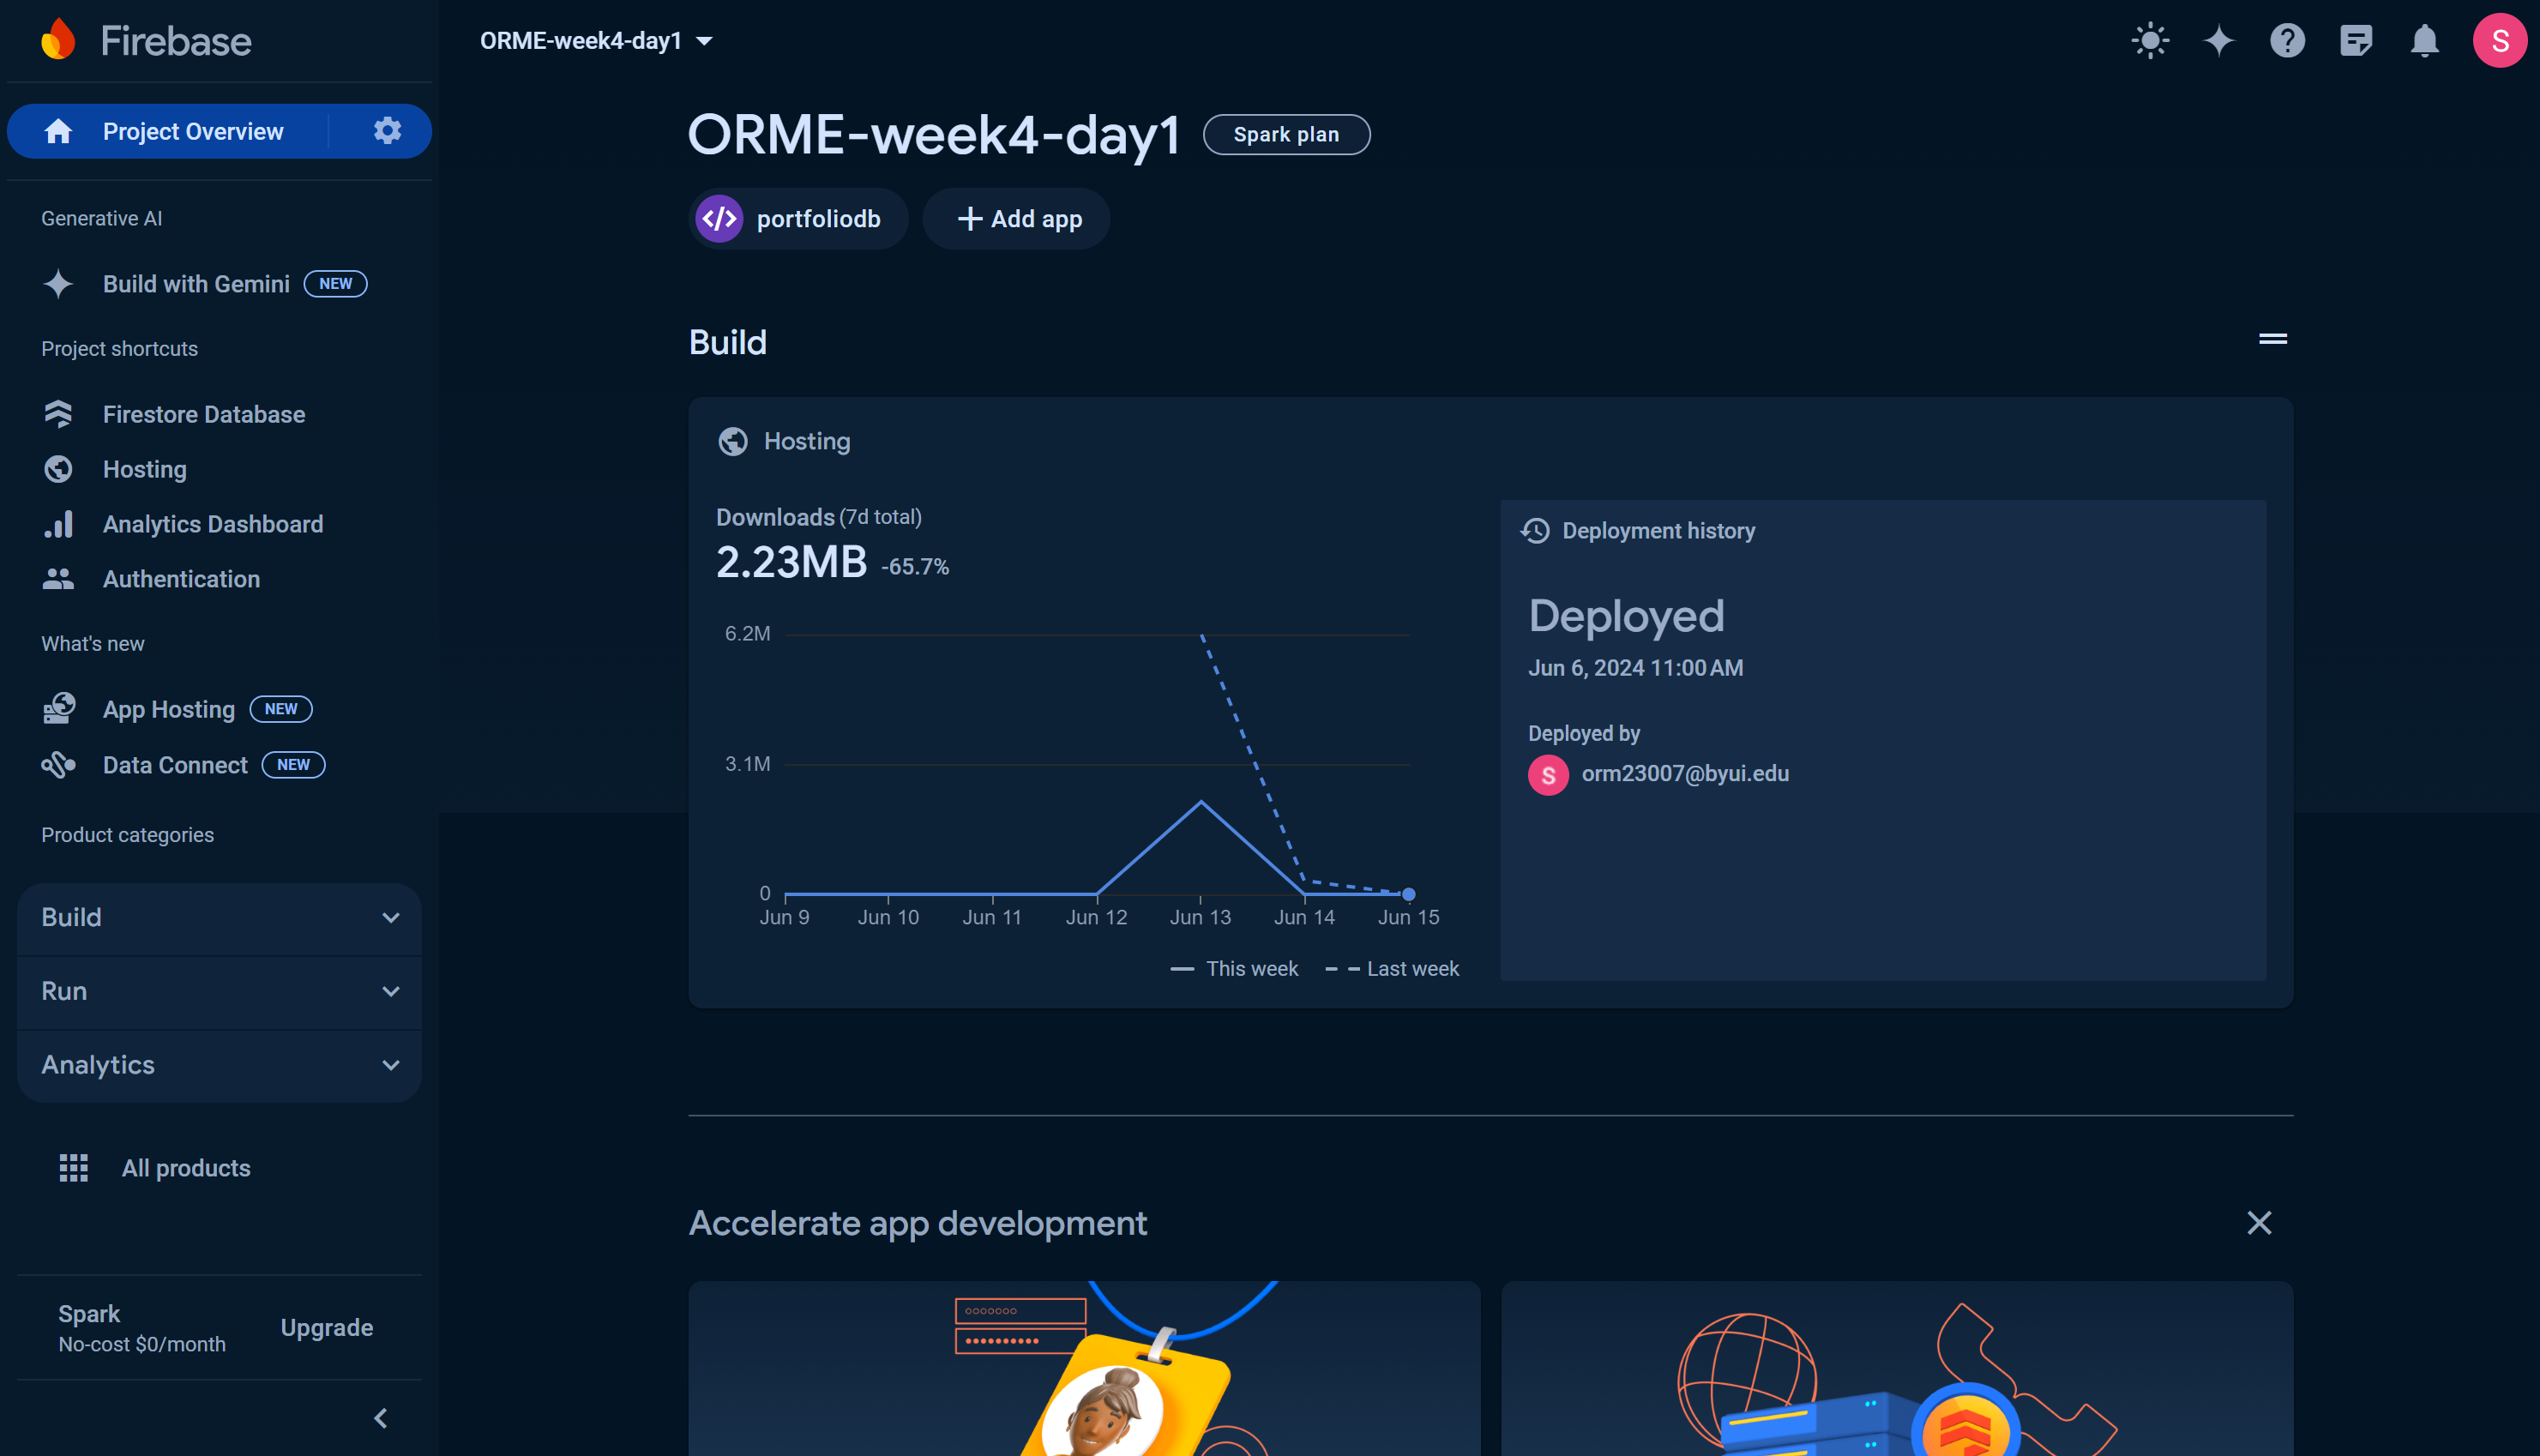 Firebase
ORME-week4-day1
S
Project Overview
Generative AI
Build with Gemini NEW
Project shortcuts
Firestore Database
Hosting
Analytics Dashboard
Authentication
What's new
App Hosting NEW
Data Connect NEW
Product categories
Build
Run
Analytics
All products
Spark
No-cost $0/month
Upgrade
ORME-week4-day1 Spark plan
portfoliodb
Add app
Build
Hosting
Downloads (7d total)
2.23MB -65.7%
6.2M
3.1M
0
Jun 9 Jun 10 Jun 11 Jun 12 Jun 13 Jun 14 Jun 15
This week Last week
Deployment history
Deployed
Jun 6, 2024 11:00 AM
Deployed by
S orm23007@byui.edu
Accelerate app development